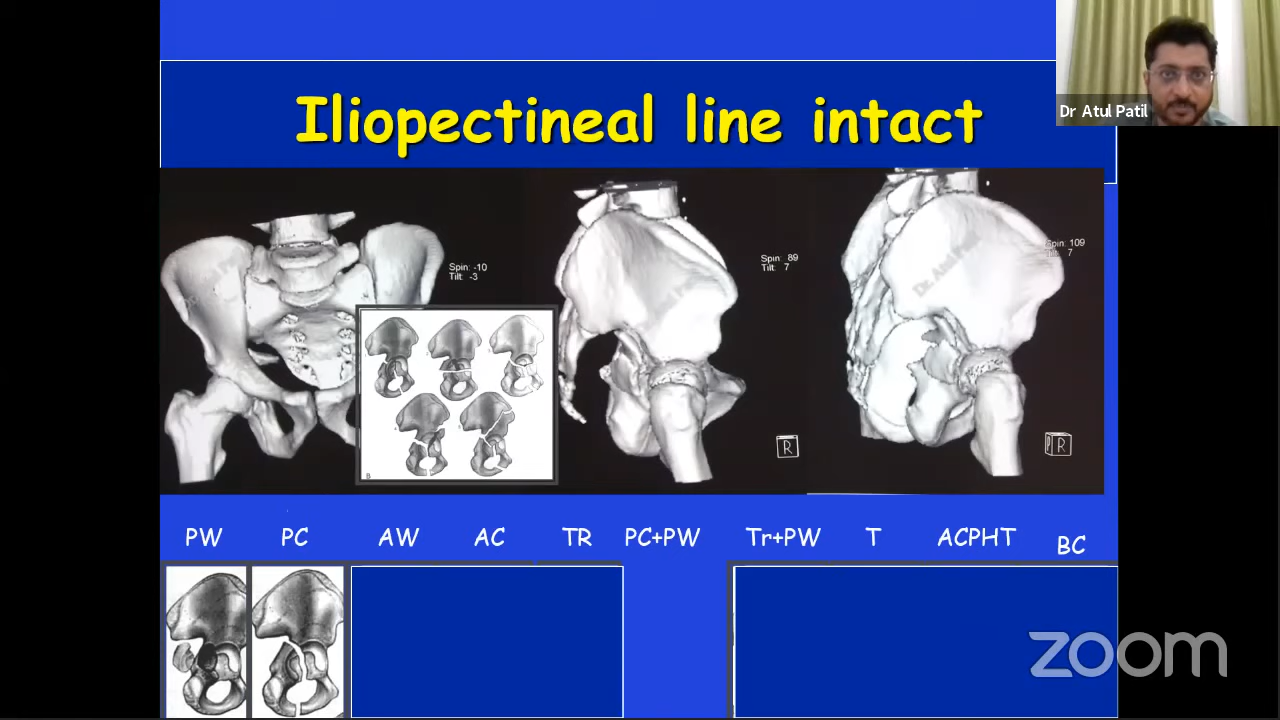 Iliopectineal line intact
Dr Atul Patil
Spin: -10
Tilt: -3
Spin: 89
Tilt: 7
Spin: 109
Tilt: 7
R
R
B
PW PC AW AC TR PC+PW Tr+PW T ACPHT BC
zoom